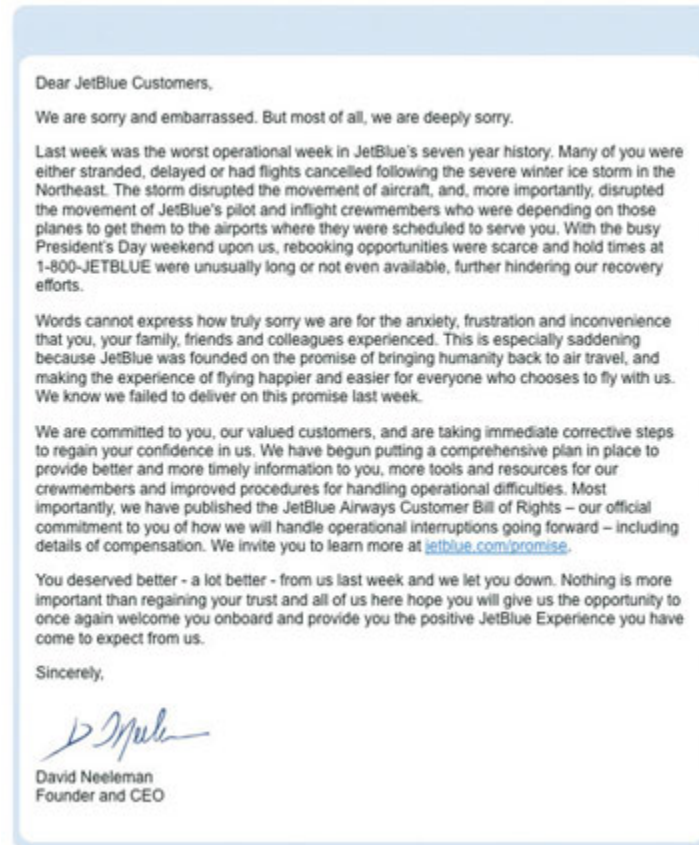 Dear JetBlue Customers,
We are sorry and embarrassed. But most of all, we are deeply sorry.
Last week was the worst operational week in JetBlue's seven year history. Many of you were
either stranded, delayed or had flights cancelled following the severe winter ice storm in the
Northeast. The storm disrupted the movement of aircraft, and, more importantly, disrupted
the movement of JetBlue's pilot and inflight crewmembers who were depending on those
planes to get them to the airports where they were scheduled to serve you. With the busy
President's Day weekend upon us, rebooking opportunities were scarce and hold times at
1-800-JETBLUE were unusually long or not even available, further hindering our recovery
efforts.
Words cannot express how truly sorry we are for the anxiety, frustration and inconvenience
that you, your family, friends and colleagues experienced. This is especially saddening
because JetBlue was founded on the promise of bringing humanity back to air travel, and
making the experience of flying happier and easier for everyone who chooses to fly with us.
We know we failed to deliver on this promise last week.
We are committed to you, our valued customers, and are taking immediate corrective steps
to regain your confidence in us. We have begun putting a comprehensive plan in place to
provide better and more timely information to you, more tools and resources for our
crewmembers and improved procedures for handling operational difficulties. Most
importantly, we have published the JetBlue Airways Customer Bill of Rights – our official
commitment to you of how we will handle operational interruptions going forward – including
details of compensation. We invite you to learn more at jetblue.com/promise.
You deserved better - a lot better - from us last week and we let you down. Nothing is more
important than regaining your trust and all of us here hope you will give us the opportunity to
once again welcome you onboard and provide you the positive JetBlue Experience you have
come to expect from us.
Sincerely,
D Neeleman
David Neeleman
Founder and CEO